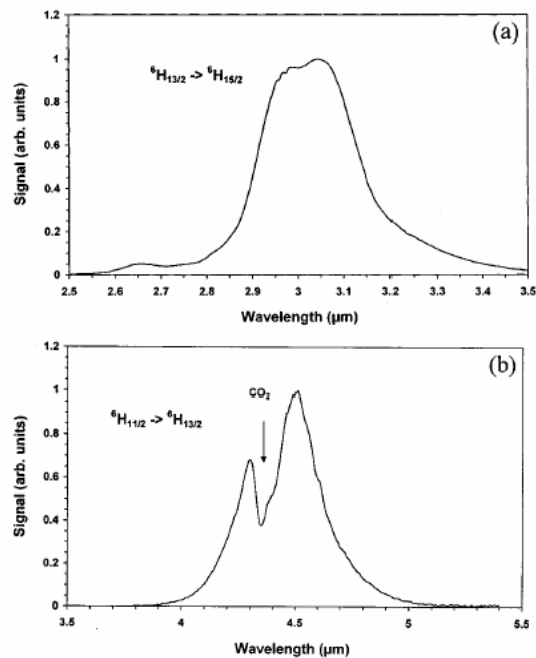 (a)
⁶H₁₃/₂ -> ⁶H₁₅/₂
Signal (arb. units)
1.2
1
0.8
0.6
0.4
0.2
0
2.5 2.6 2.7 2.8 2.9 3 3.1 3.2 3.3 3.4 3.5
Wavelength (µm)
(b)
CO₂
⁶H₁₁/₂ -> ⁶H₁₃/₂
Signal (arb. units)
1.2
1
0.8
0.6
0.4
0.2
0
3.5 4 4.5 5 5.5
Wavelength (µm)